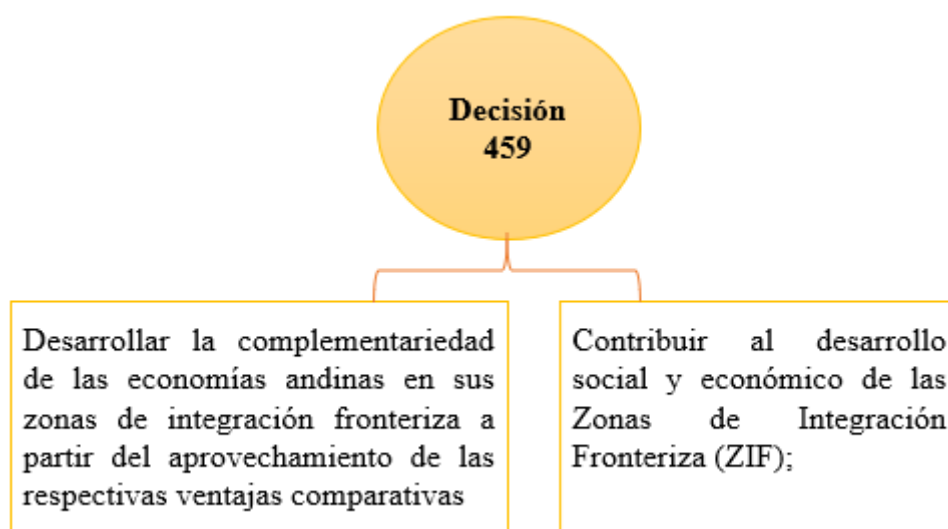 Decisión
459
Desarrollar la complementariedad
de las economías andinas en sus
zonas de integración fronteriza a
partir del aprovechamiento de las
respectivas ventajas comparativas
Contribuir al desarrollo
social y económico de las
Zonas de Integración
Fronteriza (ZIF);